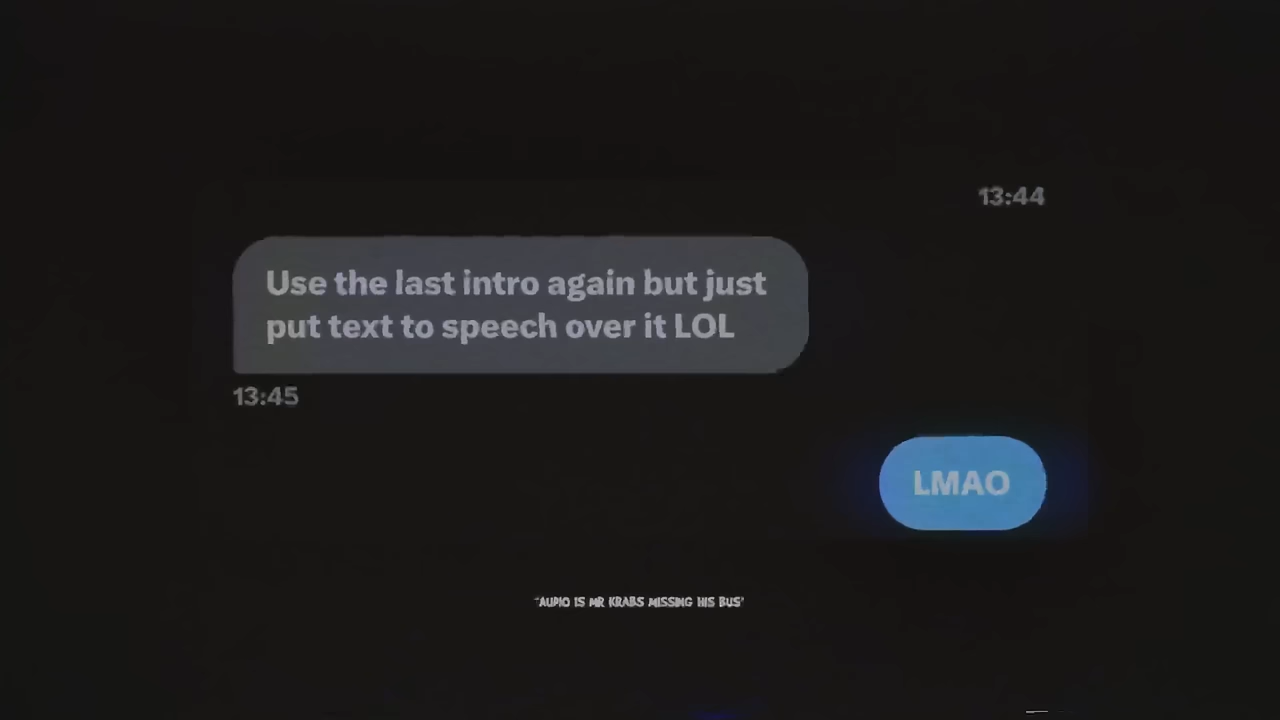 13:44
Use the last intro again but just
put text to speech over it LOL
13:45
LMAO
"AUDIO IS MR KRABS MISSING HIS BUS"